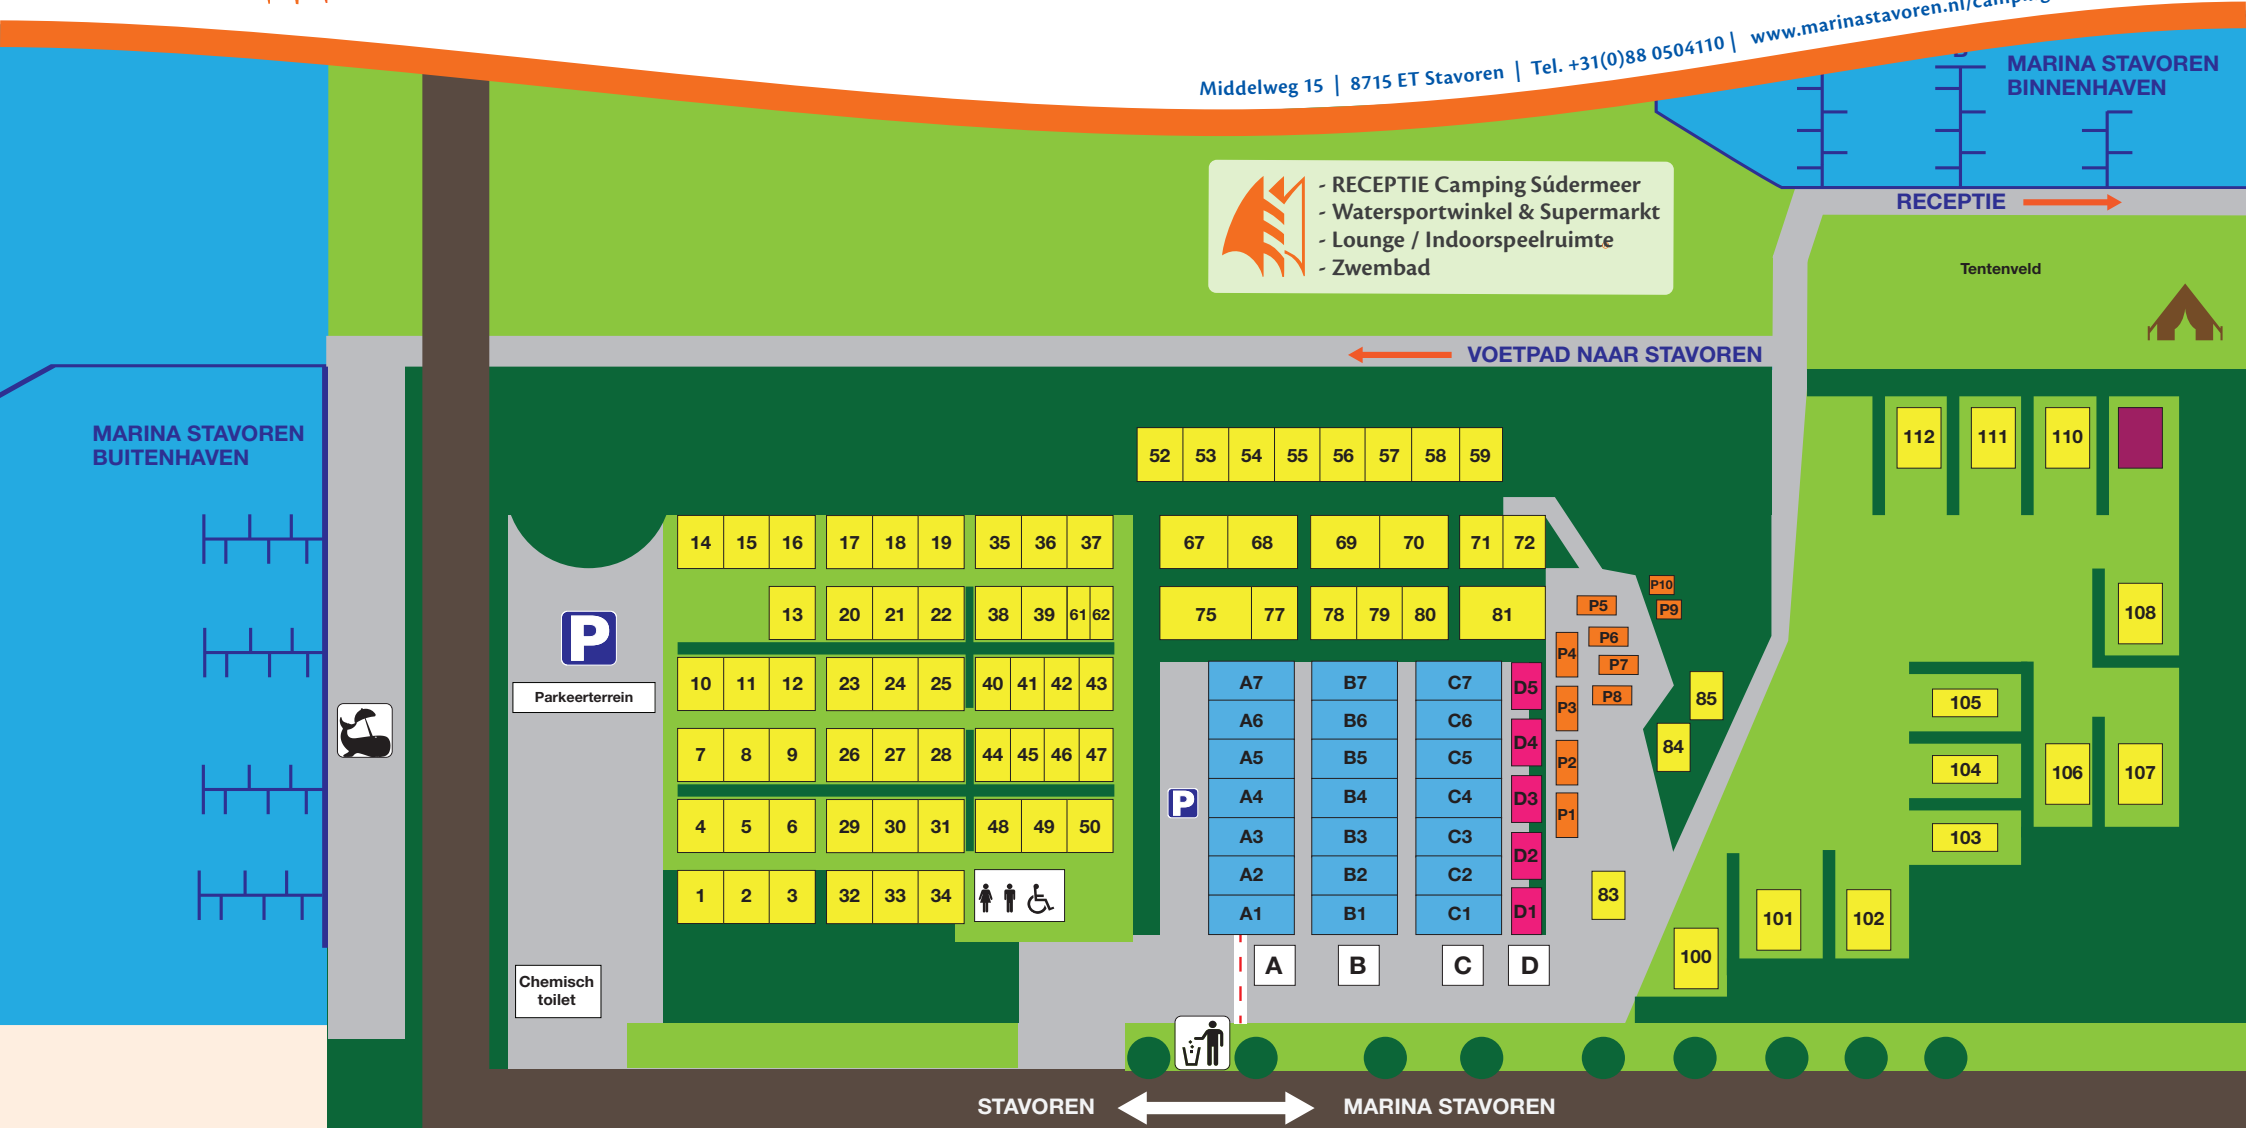 www.marinastavoren.nl/camping
Middelweg 15 | 8715 ET Stavoren | Tel. +31(0)88 0504110 |
MARINA STAVOREN
BINNENHAVEN
- RECEPTIE Camping Súdermeer
- Watersportwinkel & Supermarkt
- Lounge / Indoorspeelruimte
- Zwembad
RECEPTIE
Tentenveld
VOETPAD NAAR STAVOREN
MARINA STAVOREN
BUITENHAVEN
112 111 110
52 53 54 55 56 57 58 59
14 15 16 17 18 19 35 36 37 67 68 69 70 71 72
P10
P5 P9
13 20 21 22 38 39 61 62 75 77 78 79 80 81 108
P
P6
P4 P7
Parkeerterrein
10 11 12 23 24 25 40 41 42 43 A7 B7 C7 D5 P8 85
105
A6 B6 C6 P3
7 8 9 26 27 28 44 45 46 47 A5 B5 C5 D4 P2 84
104 106 107
P
A4 B4 C4 D3
P1
4 5 6 29 30 31 48 49 50 A3 B3 C3 103
D2
A2 B2 C2
1 2 3 32 33 34 83
A1 B1 C1 D1 101 102
100
A B C D
Chemisch
toilet
STAVOREN MARINA STAVOREN